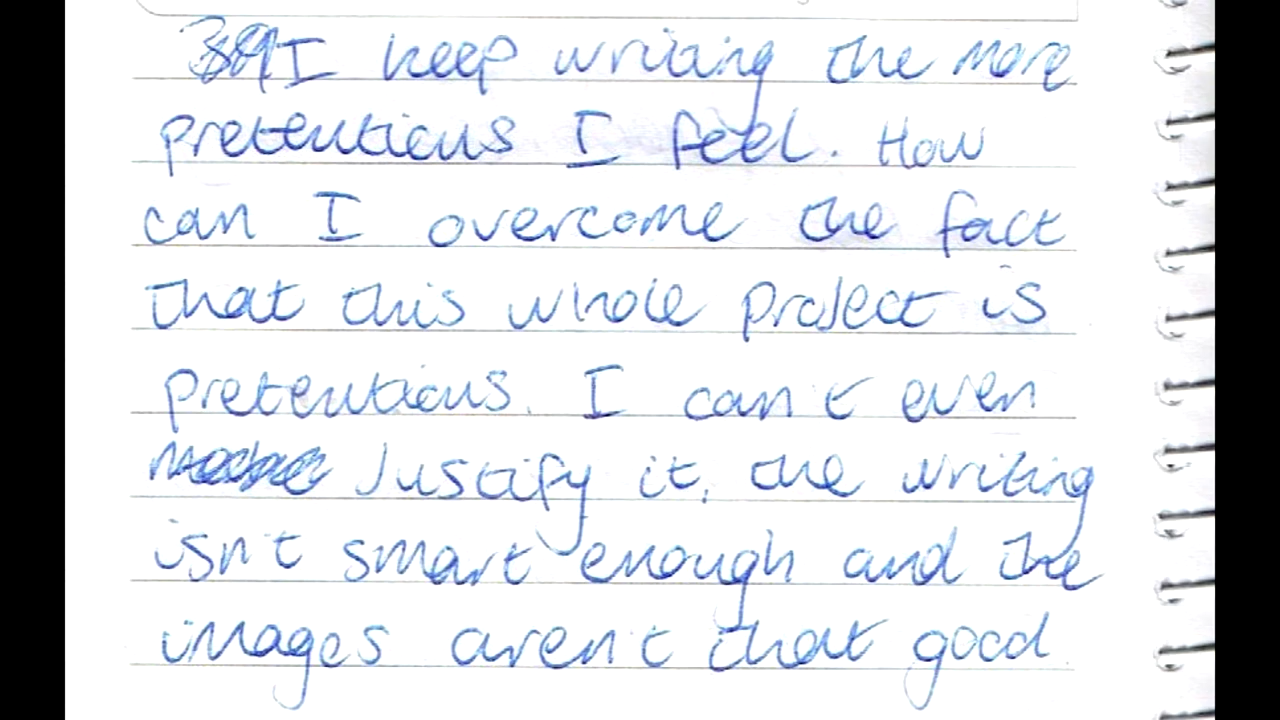 I keep writing the more
pretentious I feel. How
can I overcome the fact
that this whole project is
pretentious. I can't even
Justify it, the writing
isn't smart enough and the
images aren't that good.